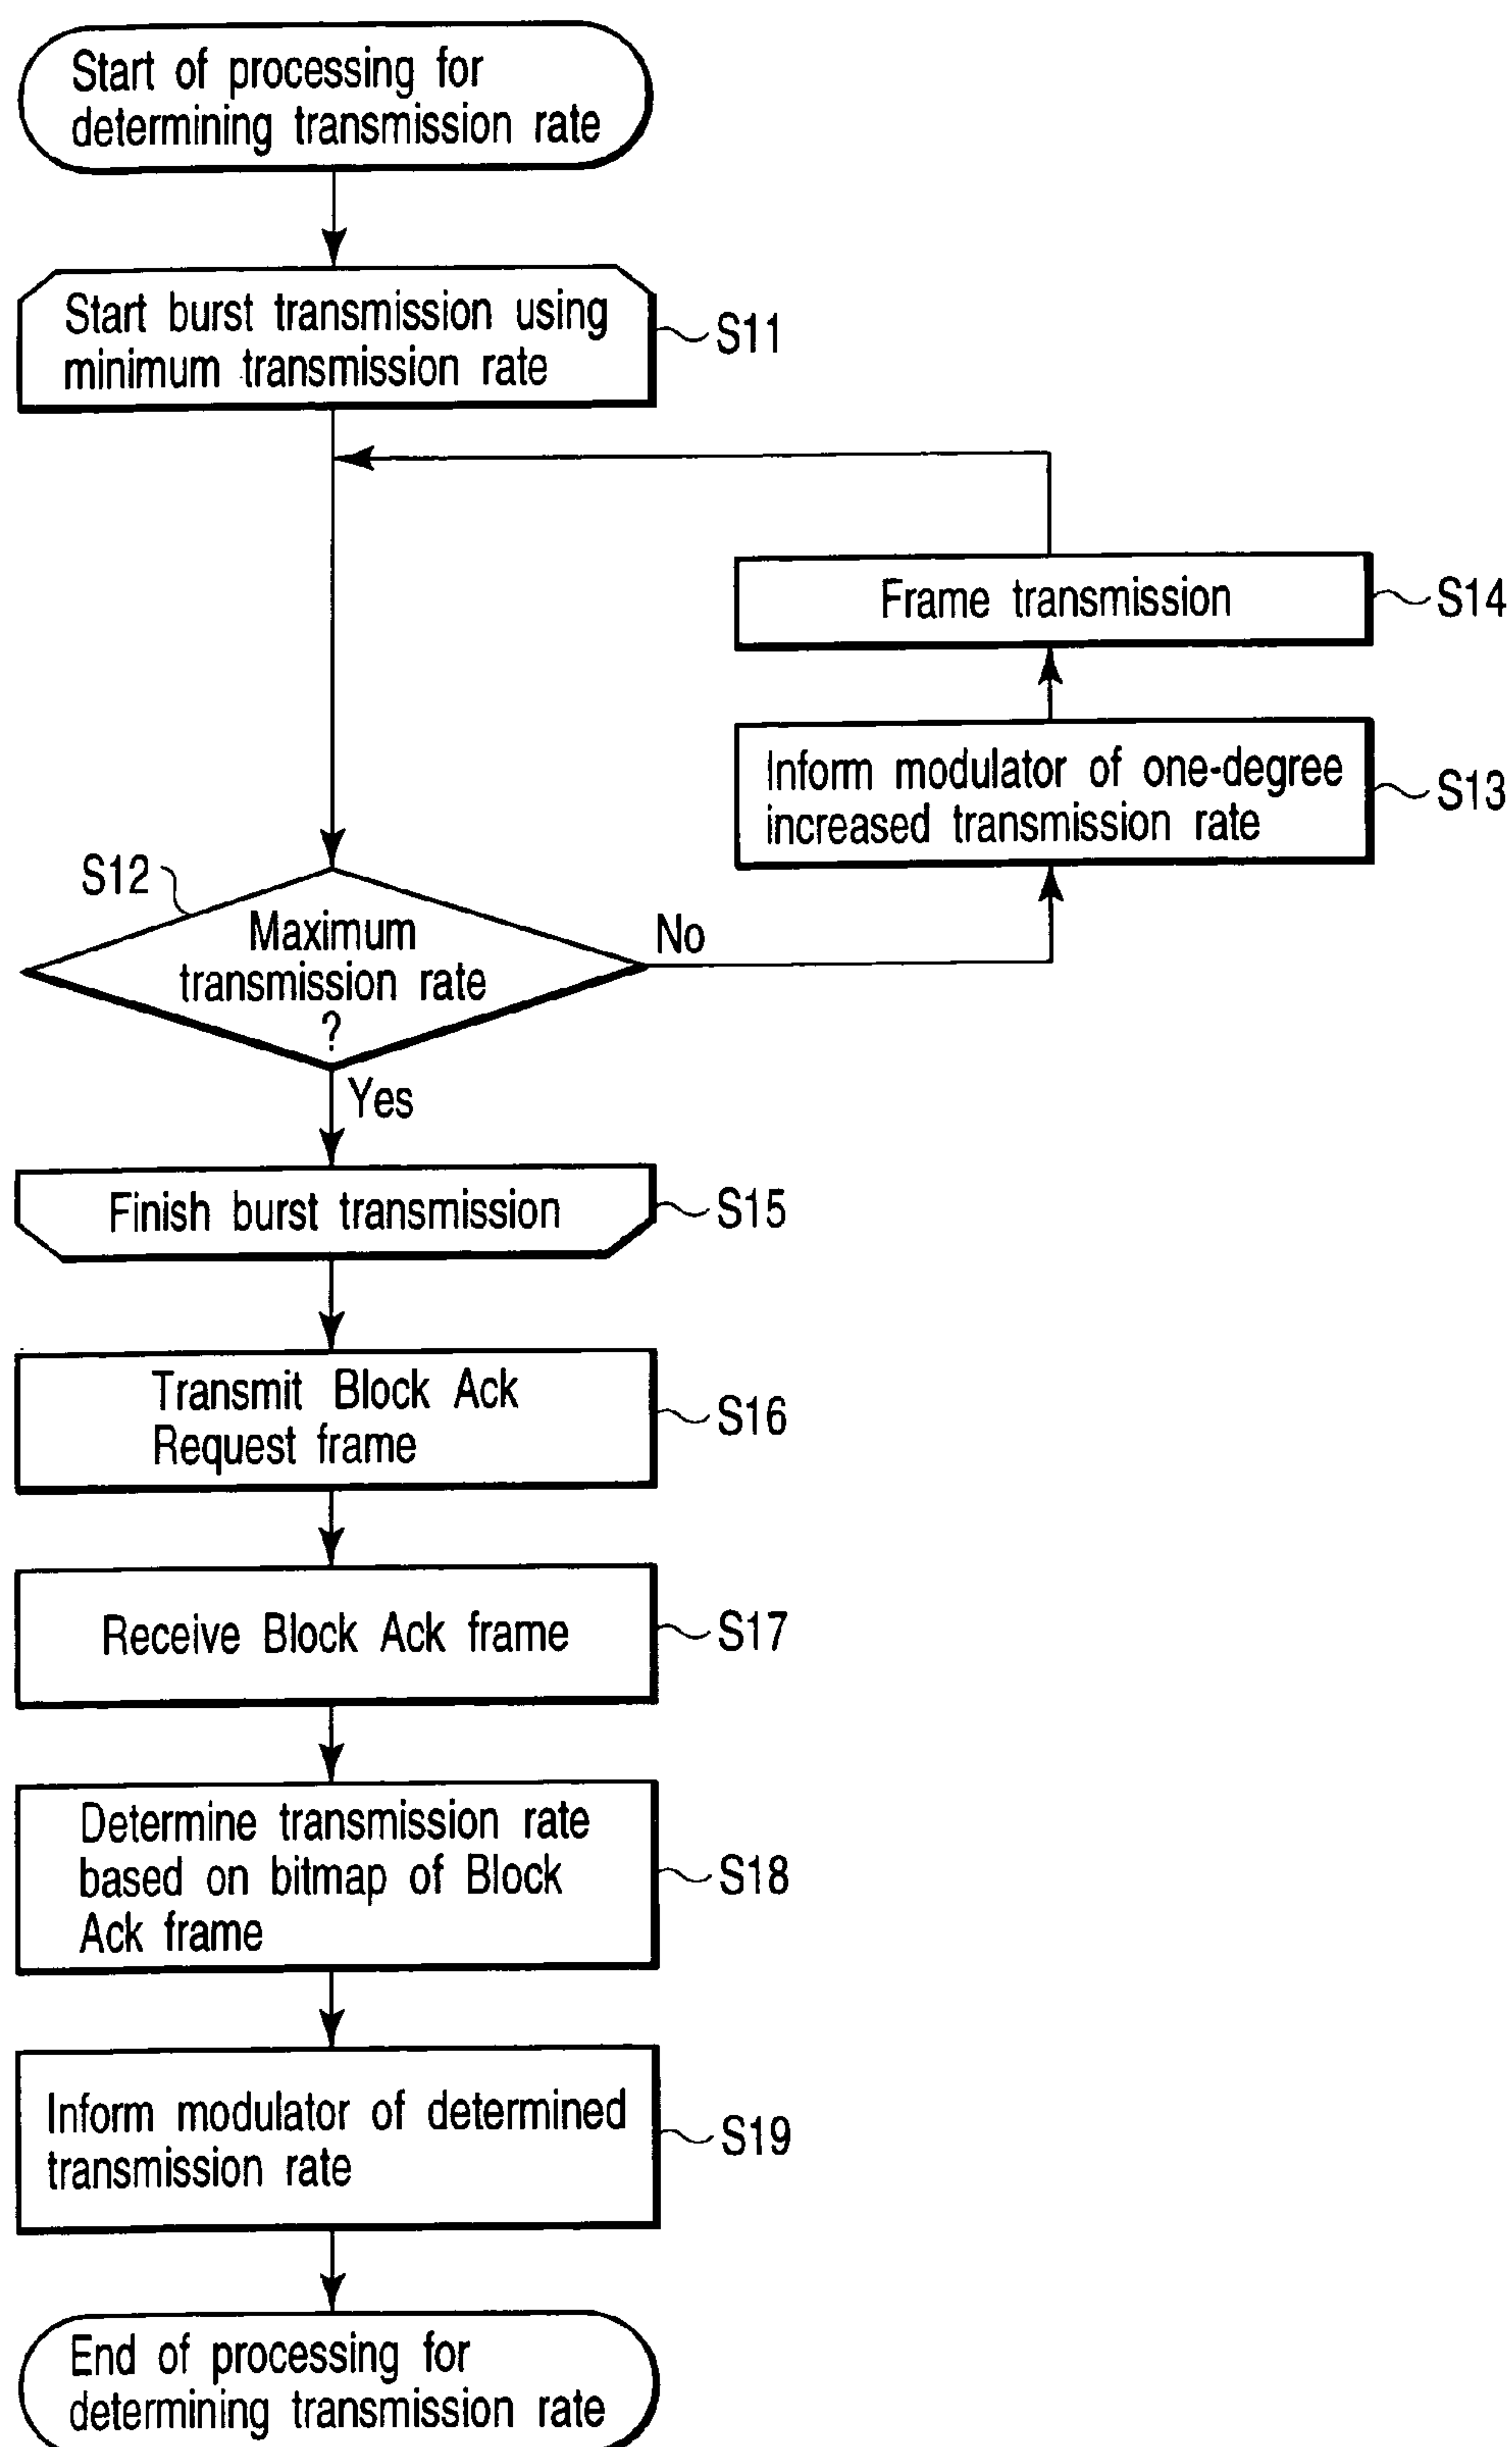 Start of processing for
determining transmission rate
Start burst transmission using
minimum transmission rate
S11
Frame transmission
S14
Inform modulator of one-degree
increased transmission rate
S13
S12
Maximum
transmission rate
?
No
Yes
Finish burst transmission
S15
Transmit Block Ack
Request frame
S16
Receive Block Ack frame
S17
Determine transmission rate
based on bitmap of Block
Ack frame
S18
Inform modulator of determined
transmission rate
S19
End of processing for
determining transmission rate